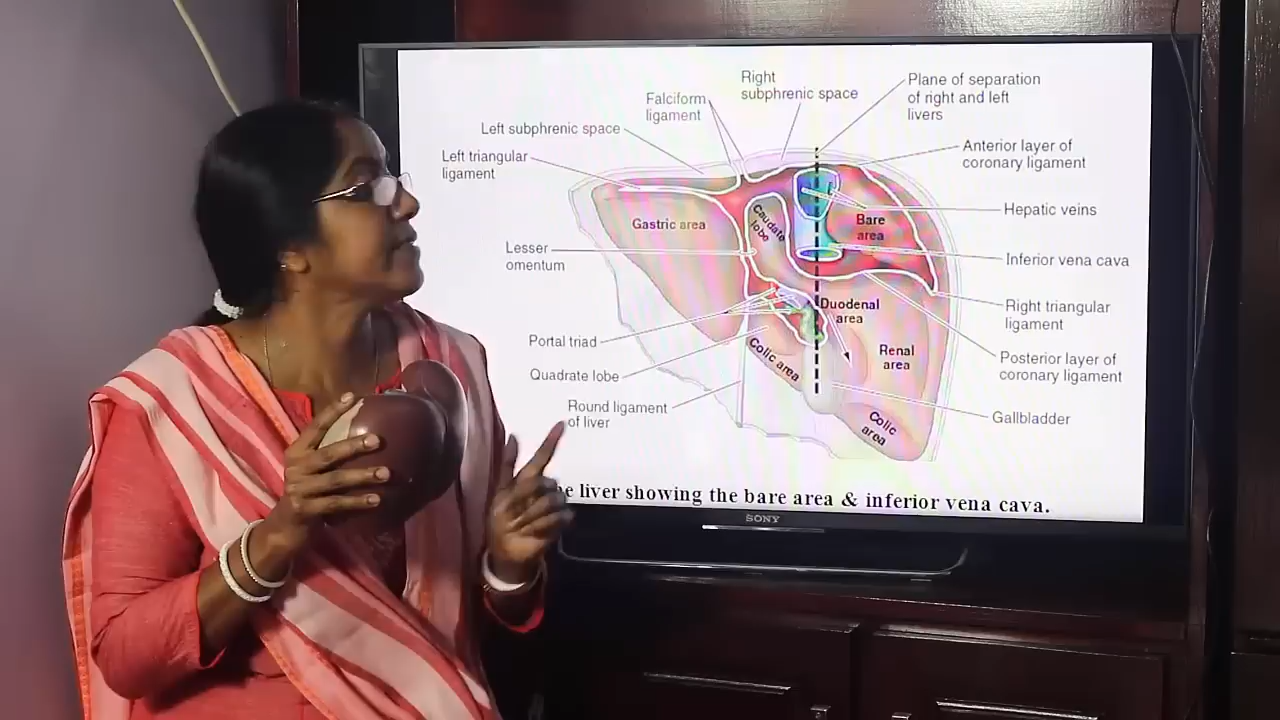 Right
subphrenic space
Falciform
ligament
Plane of separation
of right and left
livers
Left subphrenic space
Left triangular
ligament
Anterior layer of
coronary ligament
Gastric area
Caudate
lobe
Bare
area
Hepatic veins
Lesser
omentum
Inferior vena cava
Duodenal
area
Right triangular
ligament
Portal triad
Colic area
Renal
area
Posterior layer of
coronary ligament
Quadrate lobe
Round ligament
of liver
Gallbladder
Colic
area
liver showing the bare area & inferior vena cava.
SONY